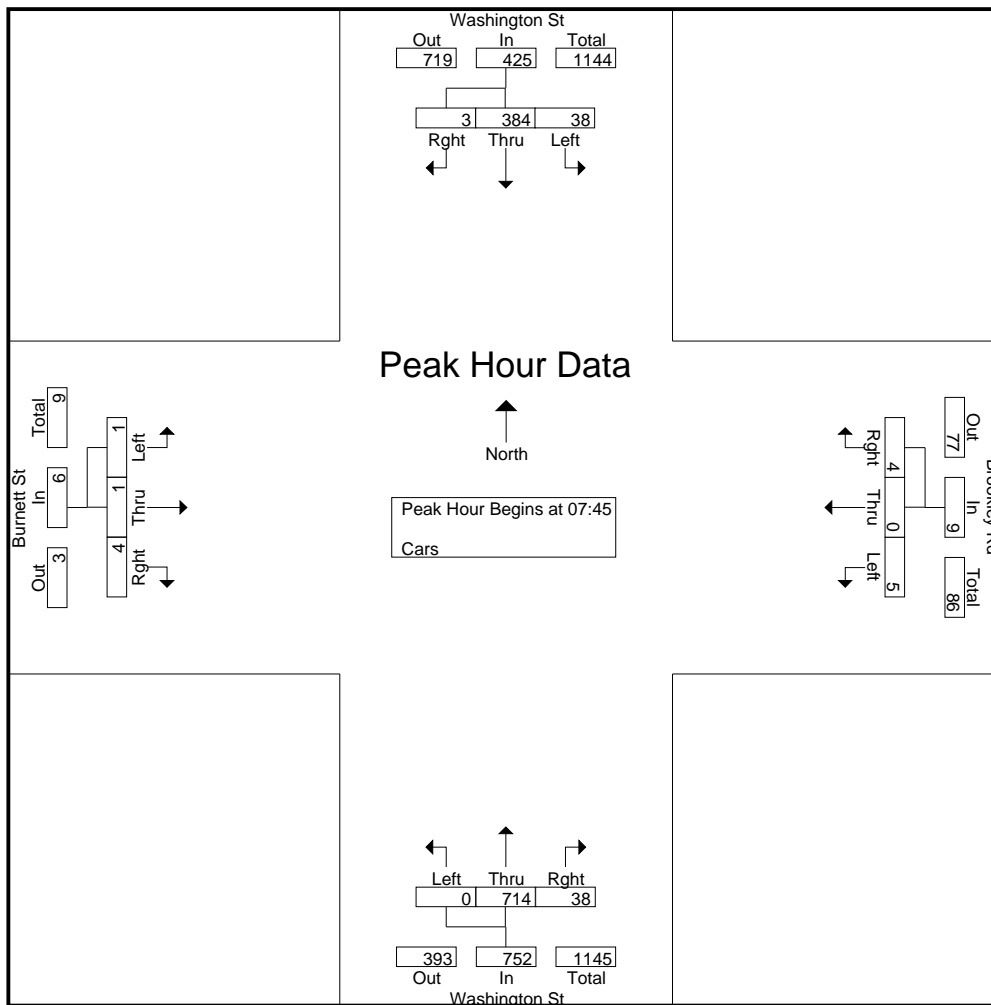 Washington St
Out In Total
719 425 1144
3 384 38
Rght Thru Left
Peak Hour Data
North
Peak Hour Begins at 07:45
Cars
Burnett St
Out In Total
3 6 9
1 1 4
Left Thru Rght
Out In Total
77 9 86
4 0 5
Rght Thru Left
Left Thru Rght
0 714 38
393 752 1145
Out In Total
Washington St